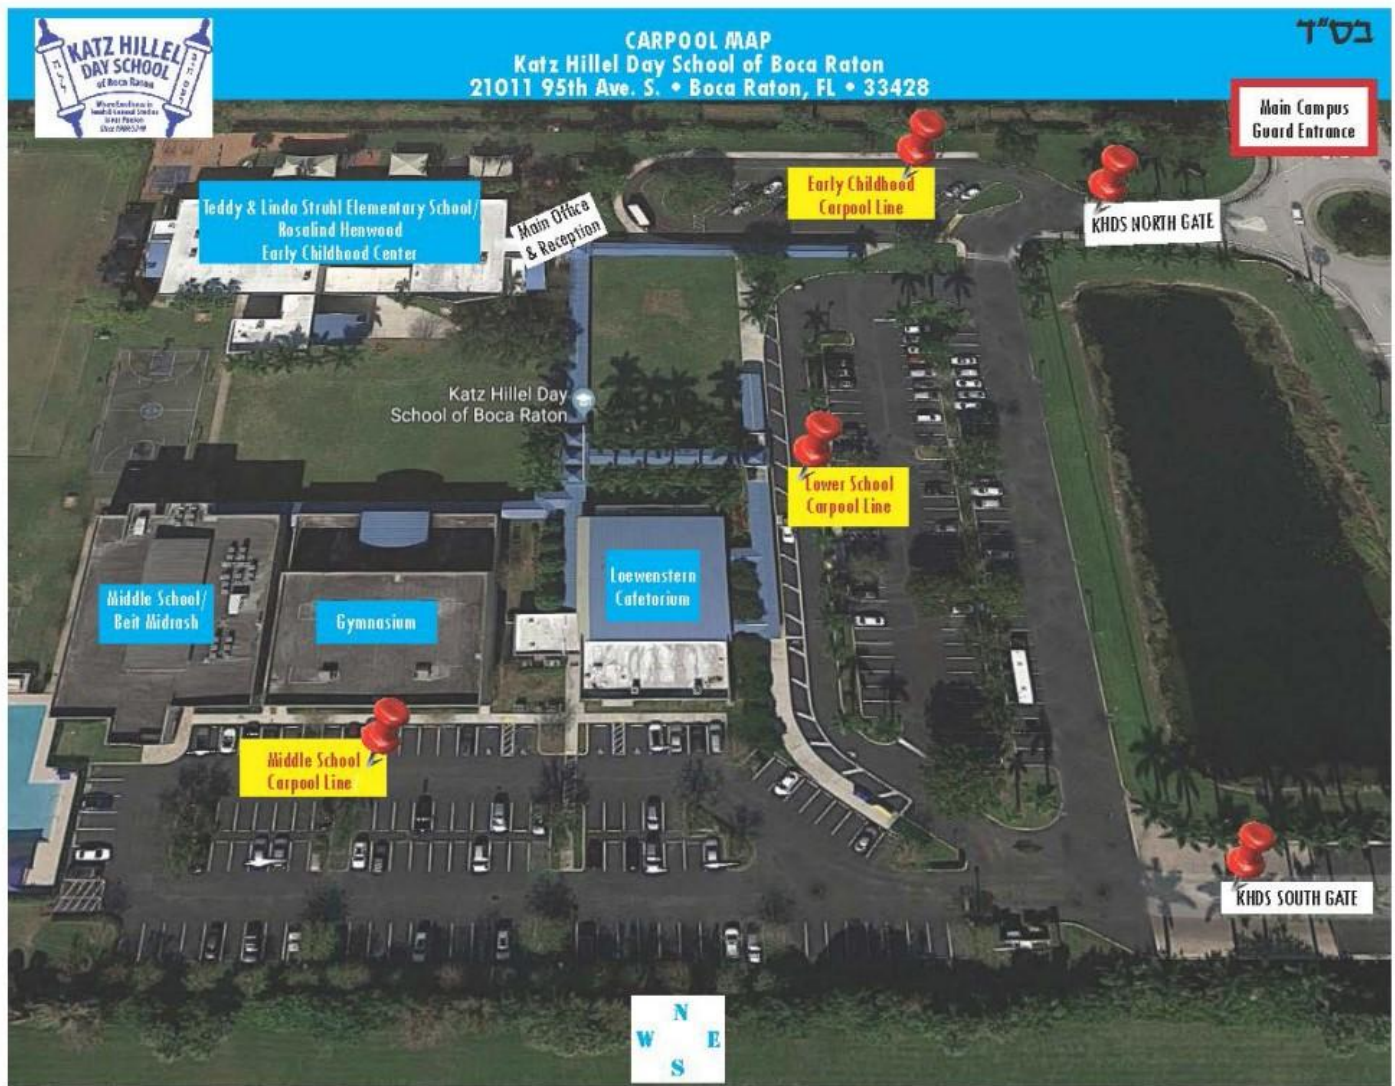 CARPOOL MAP
Katz Hillel Day School of Boca Raton
21011 95th Ave. S. • Boca Raton, FL • 33428
בס"ד
KATZ HILLEL
DAY SCHOOL
of Boca Raton
Main Campus
Guard Entrance
Early Childhood
Carpool Line
KHDS NORTH GATE
Teddy & Linda Struhl Elementary School/
Rosalind Henwood
Early Childhood Center
Main Office
& Reception
Katz Hillel Day
School of Boca Raton
Lower School
Carpool Line
Middle School/
Beit Midrash
Gymnasium
Loewenstern
Cafetorium
Middle School
Carpool Line
KHDS SOUTH GATE
N
W E
S